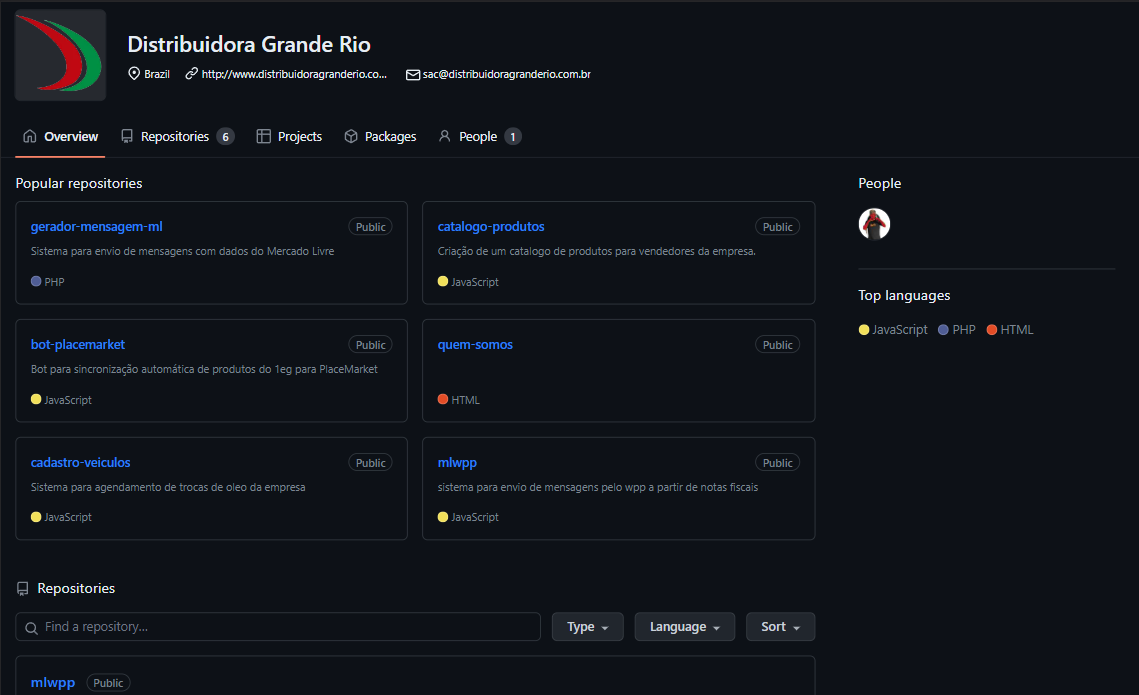 Distribuidora Grande Rio
Brazil http://www.distribuidoragranderio.co... sac@distribuidoragranderio.com.br
Overview Repositories 6 Projects Packages People 1
Popular repositories
gerador-mensagem-ml Public
Sistema para envio de mensagens com dados do Mercado Livre
PHP
catalogo-produtos Public
Criação de um catalogo de produtos para vendedores da empresa.
JavaScript
bot-placemarket Public
Bot para sincronização automática de produtos do 1eg para PlaceMarket
JavaScript
quem-somos Public
HTML
cadastro-veiculos Public
Sistema para agendamento de trocas de oleo da empresa
JavaScript
mlwpp Public
sistema para envio de mensagens pelo wpp a partir de notas fiscais
JavaScript
People
Top languages
JavaScript PHP HTML
Repositories
Find a repository... Type Language Sort
mlwpp Public